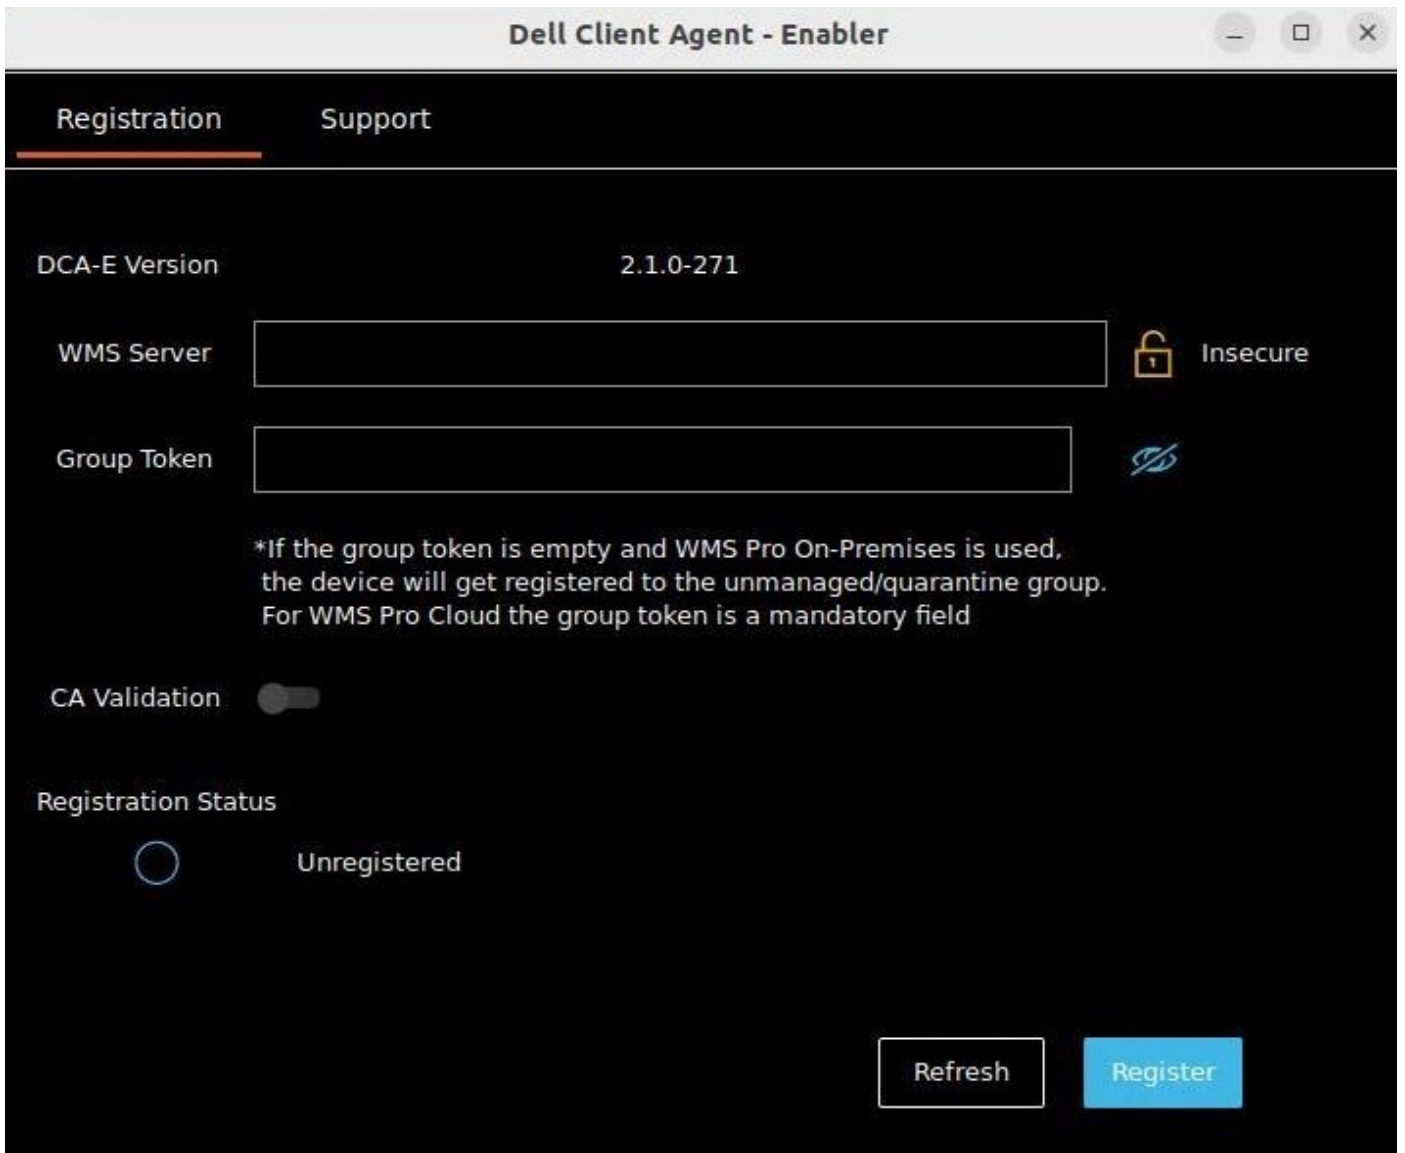 Dell Client Agent - Enabler
Registration Support
DCA-E Version 2.1.0-271
WMS Server Insecure
Group Token
*If the group token is empty and WMS Pro On-Premises is used,
the device will get registered to the unmanaged/quarantine group.
For WMS Pro Cloud the group token is a mandatory field
CA Validation
Registration Status
Unregistered
Refresh Register